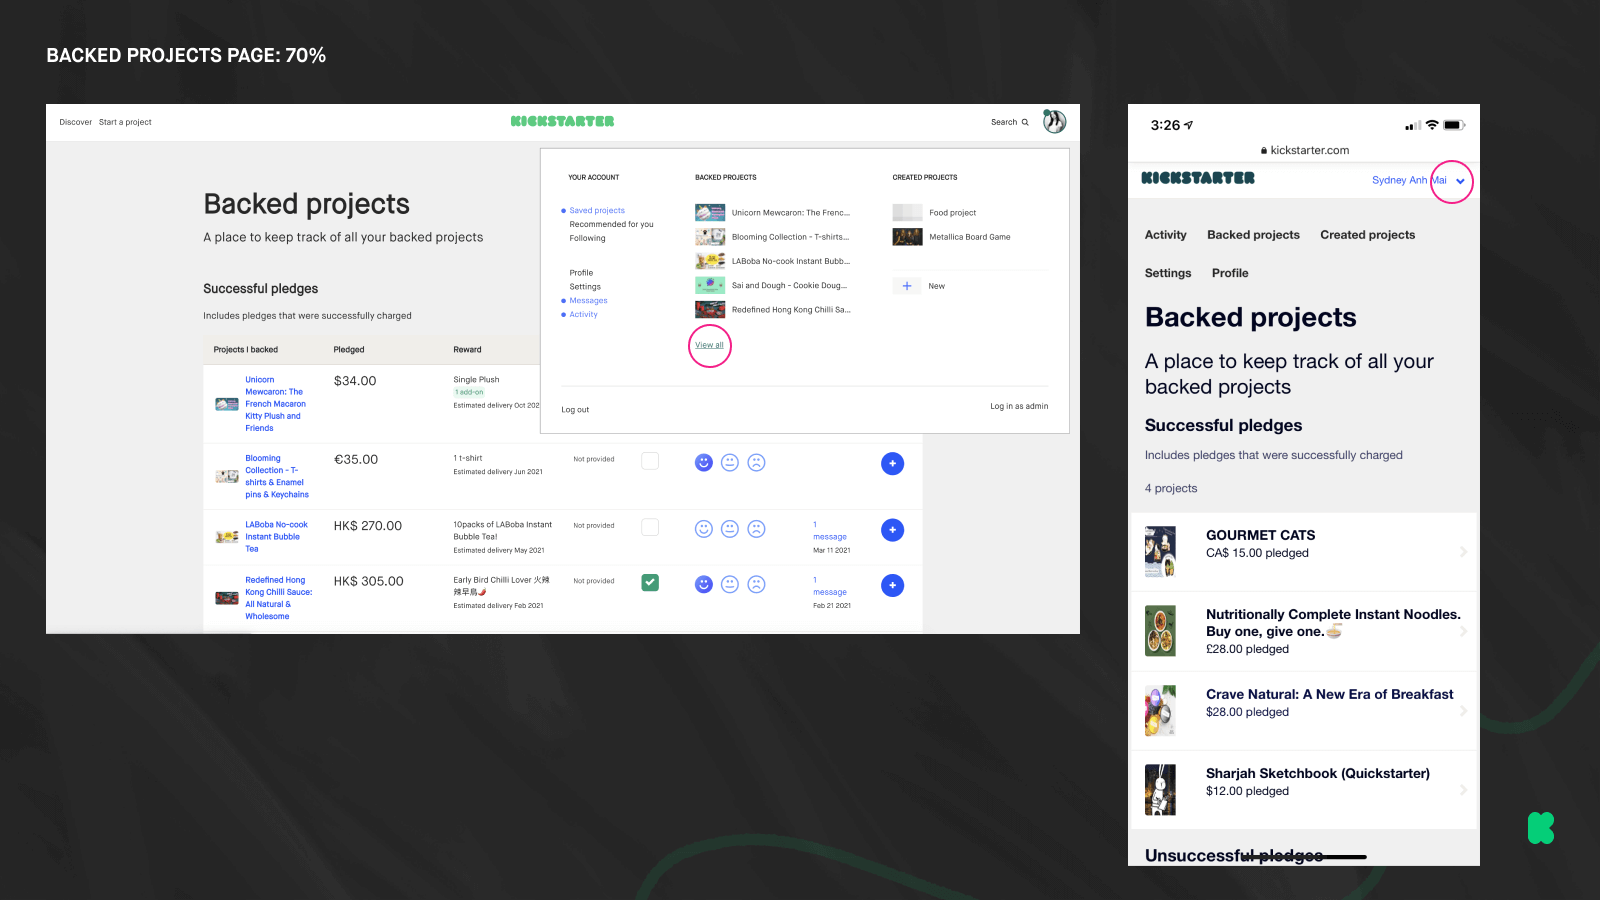 BACKED PROJECTS PAGE: 70%
Discover Start a project
KICKSTARTER
Search
Backed projects
A place to keep track of all your backed projects
Successful pledges
Includes pledges that were successfully charged
Projects I backed
Pledged
Reward
Unicorn
Mewcaron: The
French Macaron
Kitty Plush and
Friends
$34.00
Single Plush
1 add-on
Estimated delivery Oct 202
Blooming
Collection - T-
shirts & Enamel
pins & Keychains
€35.00
1 t-shirt
Estimated delivery Jun 2021
Not provided
LABoba No-cook
Instant Bubble
Tea
HK$ 270.00
10packs of LABoba Instant
Bubble Tea!
Estimated delivery May 2021
Not provided
1
message
Mar 11 2021
Redefined Hong
Kong Chilli Sauce:
All Natural &
Wholesome
HK$ 305.00
Early Bird Chilli Lover 火辣
辣早鳥🌶️
Estimated delivery Feb 2021
Not provided
1
message
Feb 21 2021
YOUR ACCOUNT
Saved projects
Recommended for you
Following
Profile
Settings
Messages
Activity
BACKED PROJECTS
Unicorn Mewcaron: The Frenc...
Blooming Collection - T-shirts...
LABoba No-cook Instant Bubb...
Sai and Dough - Cookie Doug...
Redefined Hong Kong Chilli Sa...
View all
CREATED PROJECTS
Food project
Metallica Board Game
New
Log out
Log in as admin
3:26
kickstarter.com
KICKSTARTER
Sydney Anh Mai
Activity Backed projects Created projects
Settings Profile
Backed projects
A place to keep track of all your
backed projects
Successful pledges
Includes pledges that were successfully charged
4 projects
GOURMET CATS
CA$ 15.00 pledged
Nutritionally Complete Instant Noodles.
Buy one, give one.🍜
£28.00 pledged
Crave Natural: A New Era of Breakfast
$28.00 pledged
Sharjah Sketchbook (Quickstarter)
$12.00 pledged
Unsuccessful pledges
K